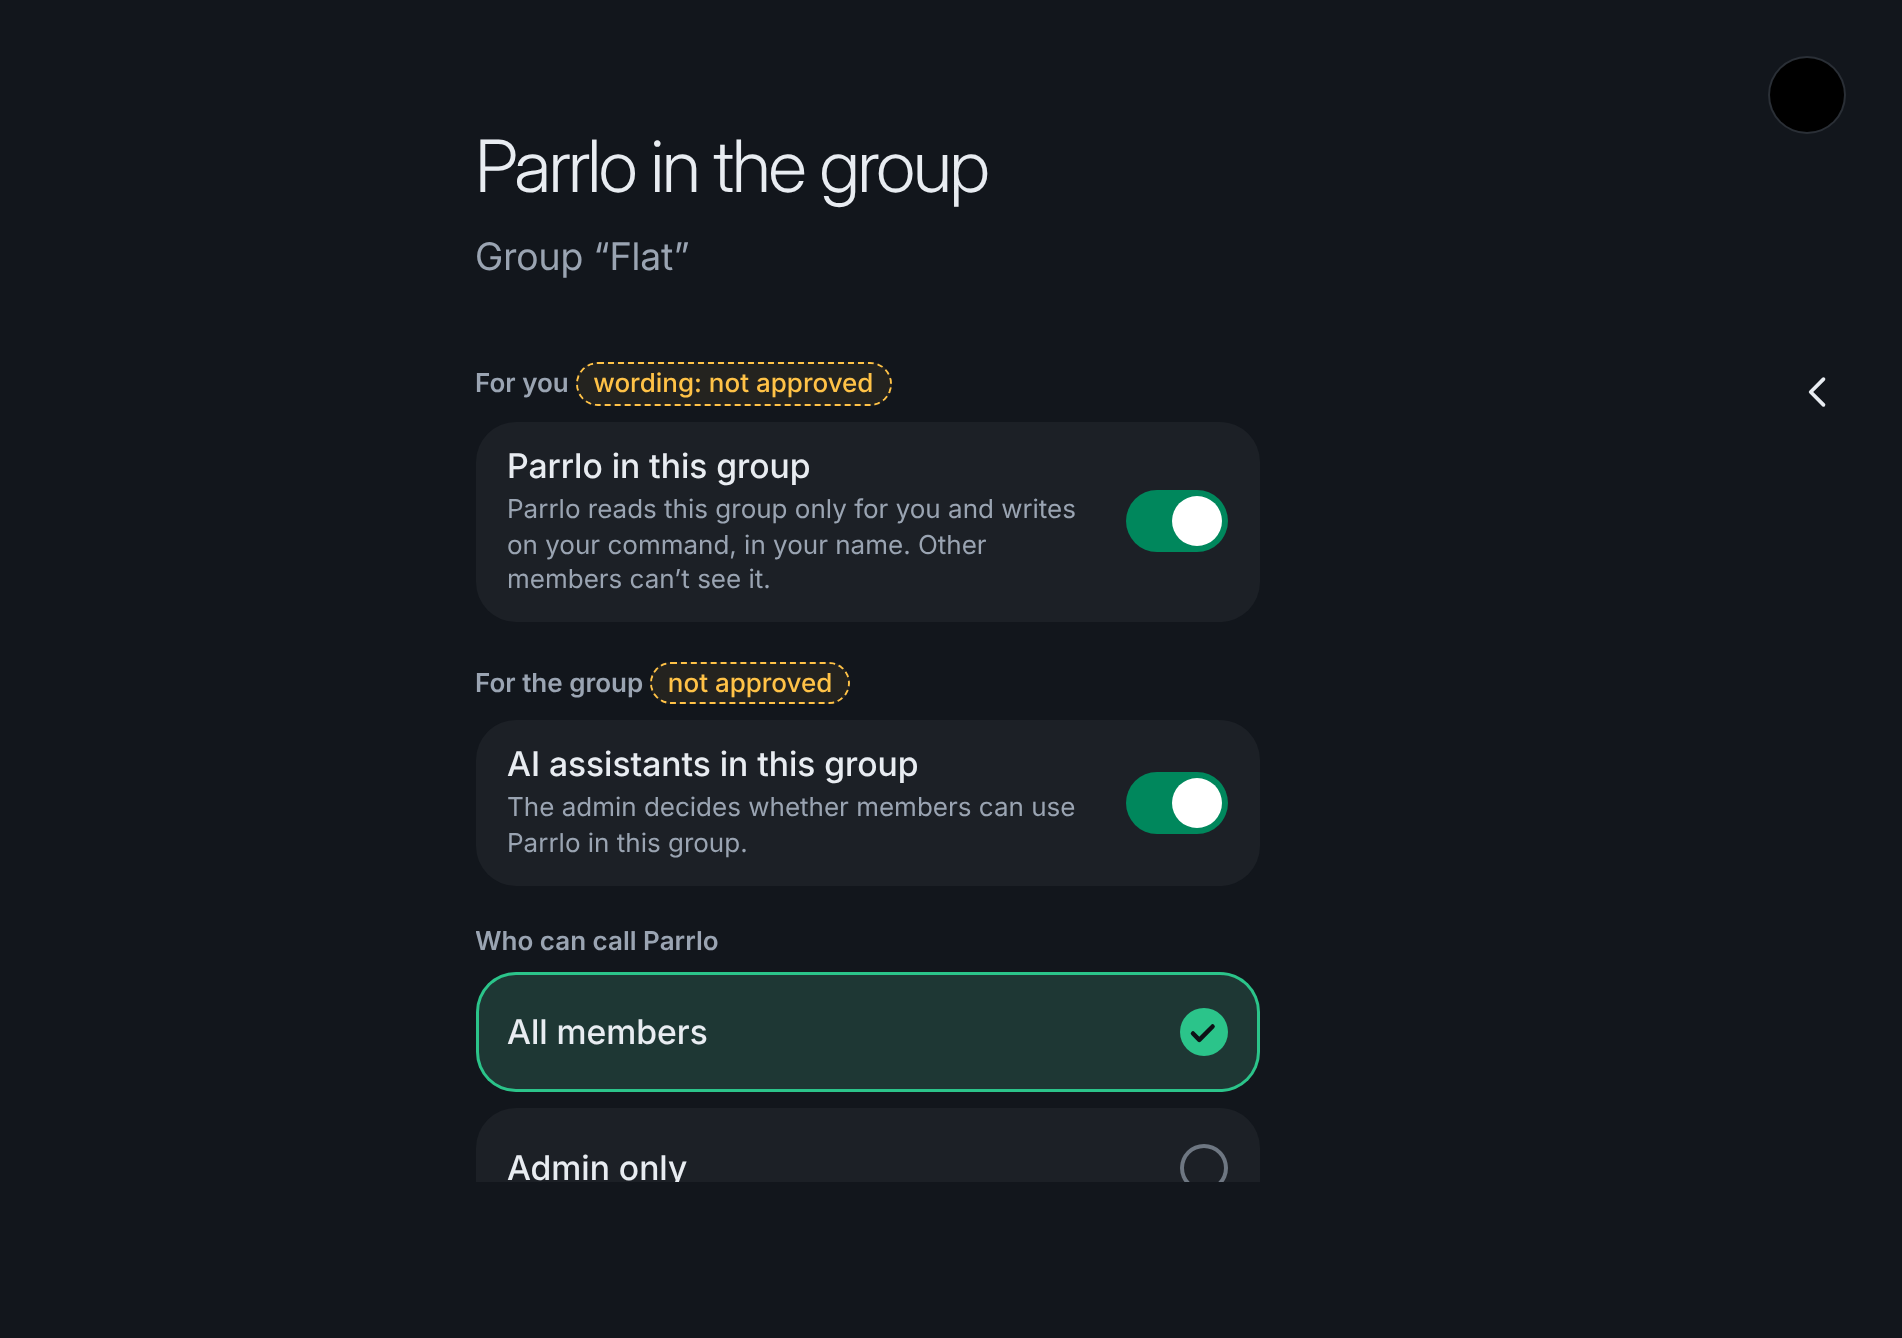 Parrlo in the group
Group “Flat”
For you wording: not approved
Parrlo in this group
Parrlo reads this group only for you and writes
on your command, in your name. Other
members can’t see it.
For the group not approved
AI assistants in this group
The admin decides whether members can use
Parrlo in this group.
Who can call Parrlo
All members
Admin only